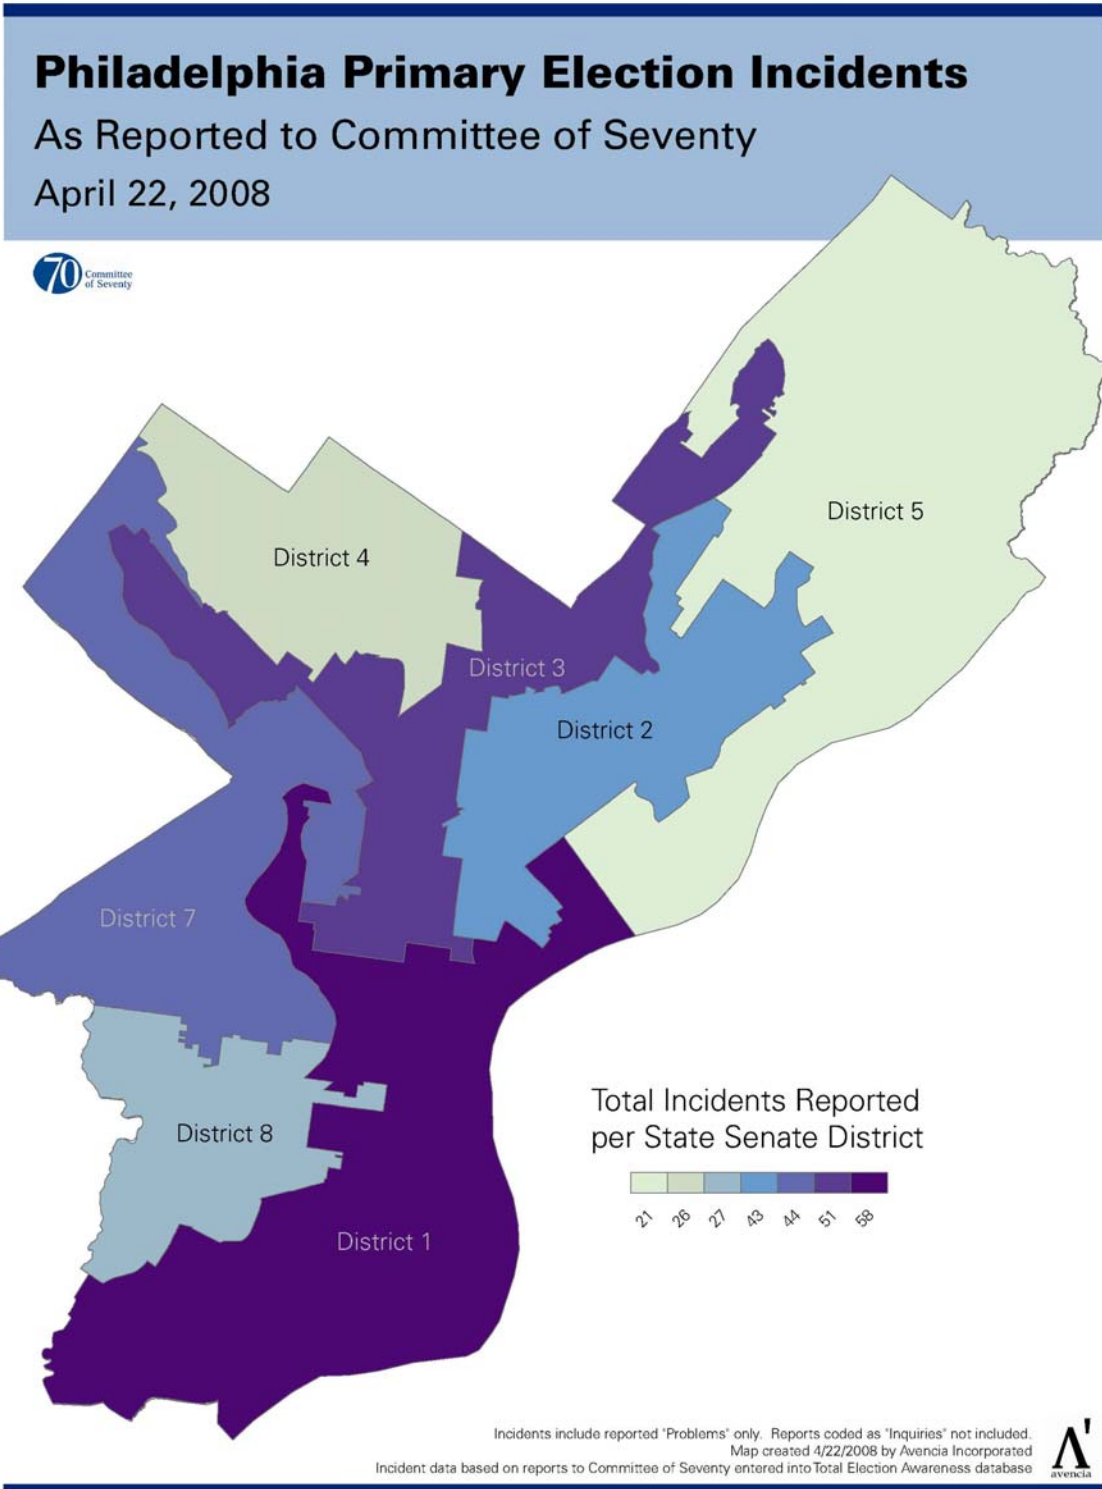 Philadelphia Primary Election Incidents
As Reported to Committee of Seventy
April 22, 2008
70 Committee
of Seventy
District 5
District 4
District 3
District 2
District 7
District 8
District 1
Total Incidents Reported
per State Senate District
21 26 27 43 44 51 58
Incidents include reported "Problems" only. Reports coded as "Inquiries" not included.
Map created 4/22/2008 by Avencia Incorporated
Incident data based on reports to Committee of Seventy entered into Total Election Awareness database
avencia